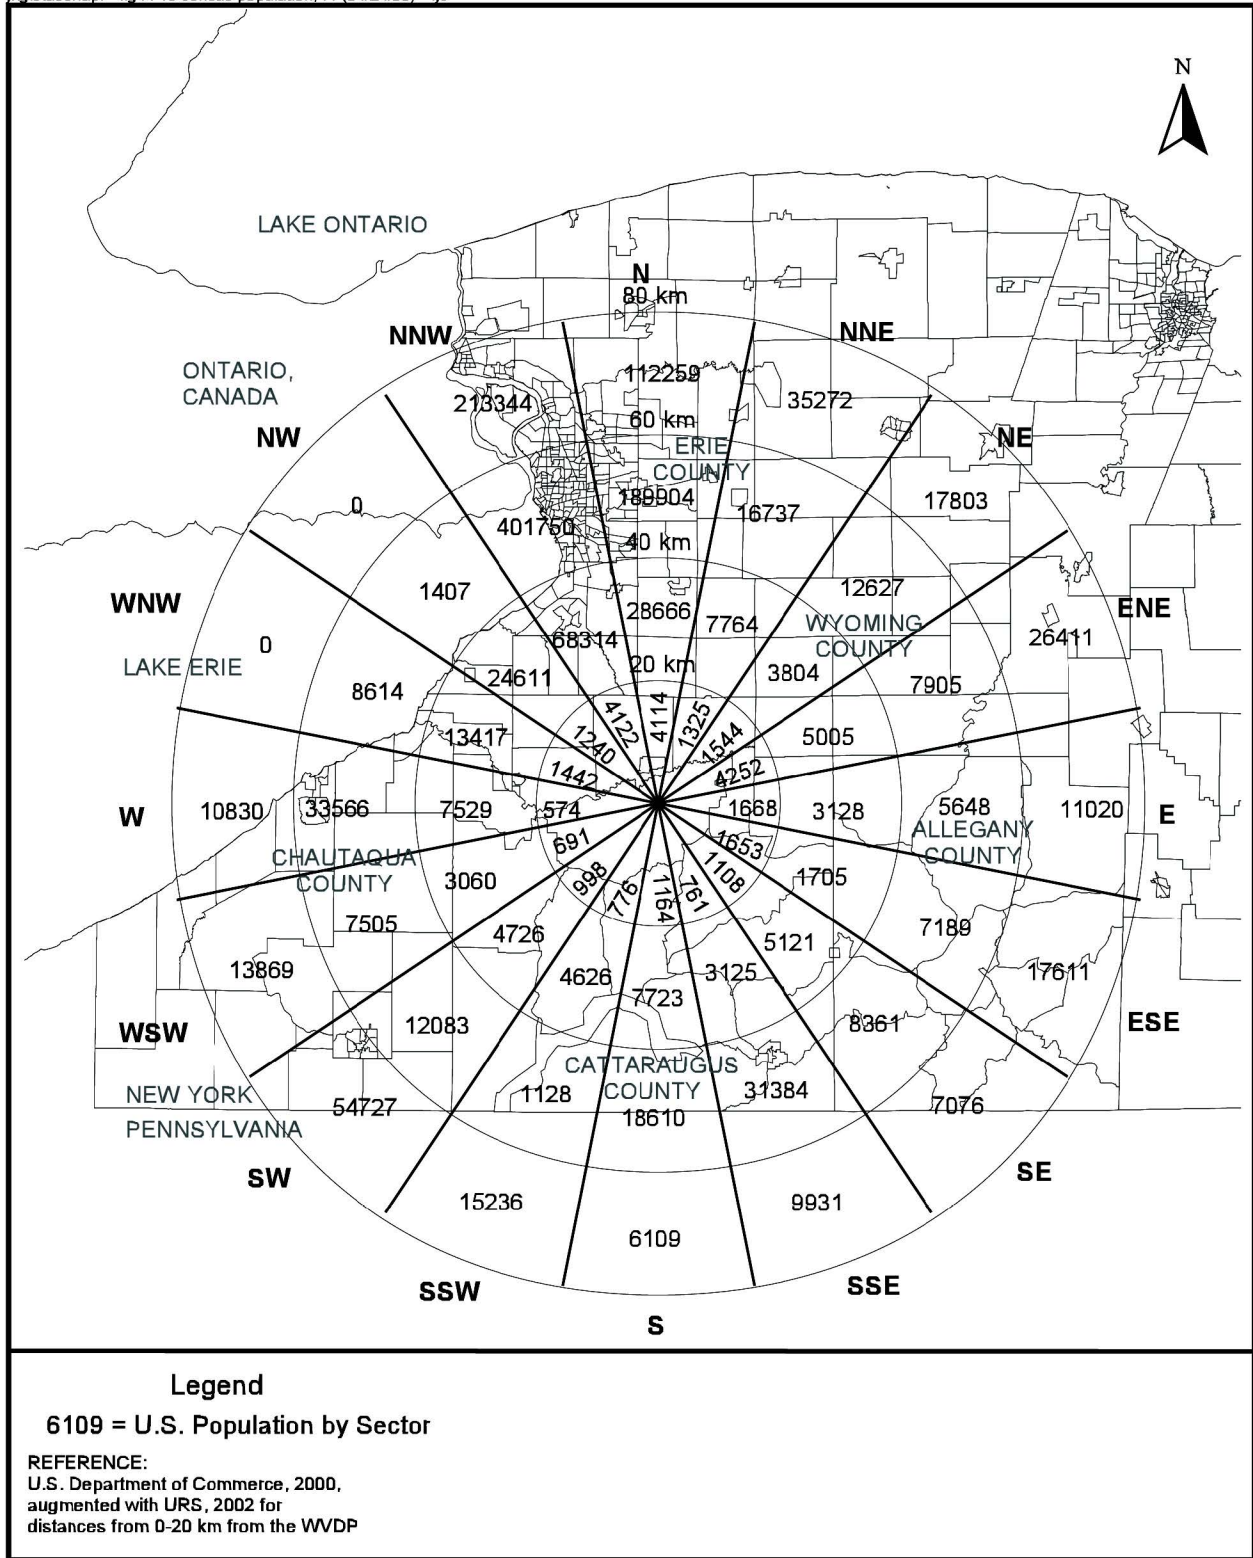 N
LAKE ONTARIO
N
80 km
NNW
NNE
ONTARIO,
CANADA
112259
213344
35272
60 km
NW
NE
ERIE
COUNTY
0
189904
17803
16737
401750
40 km
1407
12627
WNW
28666
ENE
7764
WYOMING
COUNTY
68314
26411
0
LAKE ERIE
20 km
24611
3804
7905
8614
4122
4114
1325
13417
1240
1544
5005
1442
4252
10830
33566
7529
574
1668
3128
5648
11020
W
E
ALLEGANY
COUNTY
691
1653
CHAUTAQUA
COUNTY
3060
998
776
1164
761
1108
1705
7505
4726
7189
5121
13869
4626
3125
17611
7723
12083
8361
WSW
ESE
CATTARAUGUS
COUNTY
NEW YORK
1128
31384
54727
7076
18610
PENNSYLVANIA
SW
SE
15236
9931
6109
SSW
SSE
S
Legend
6109 = U.S. Population by Sector
REFERENCE:
U.S. Department of Commerce, 2000,
augmented with URS, 2002 for
distances from 0-20 km from the WVDP